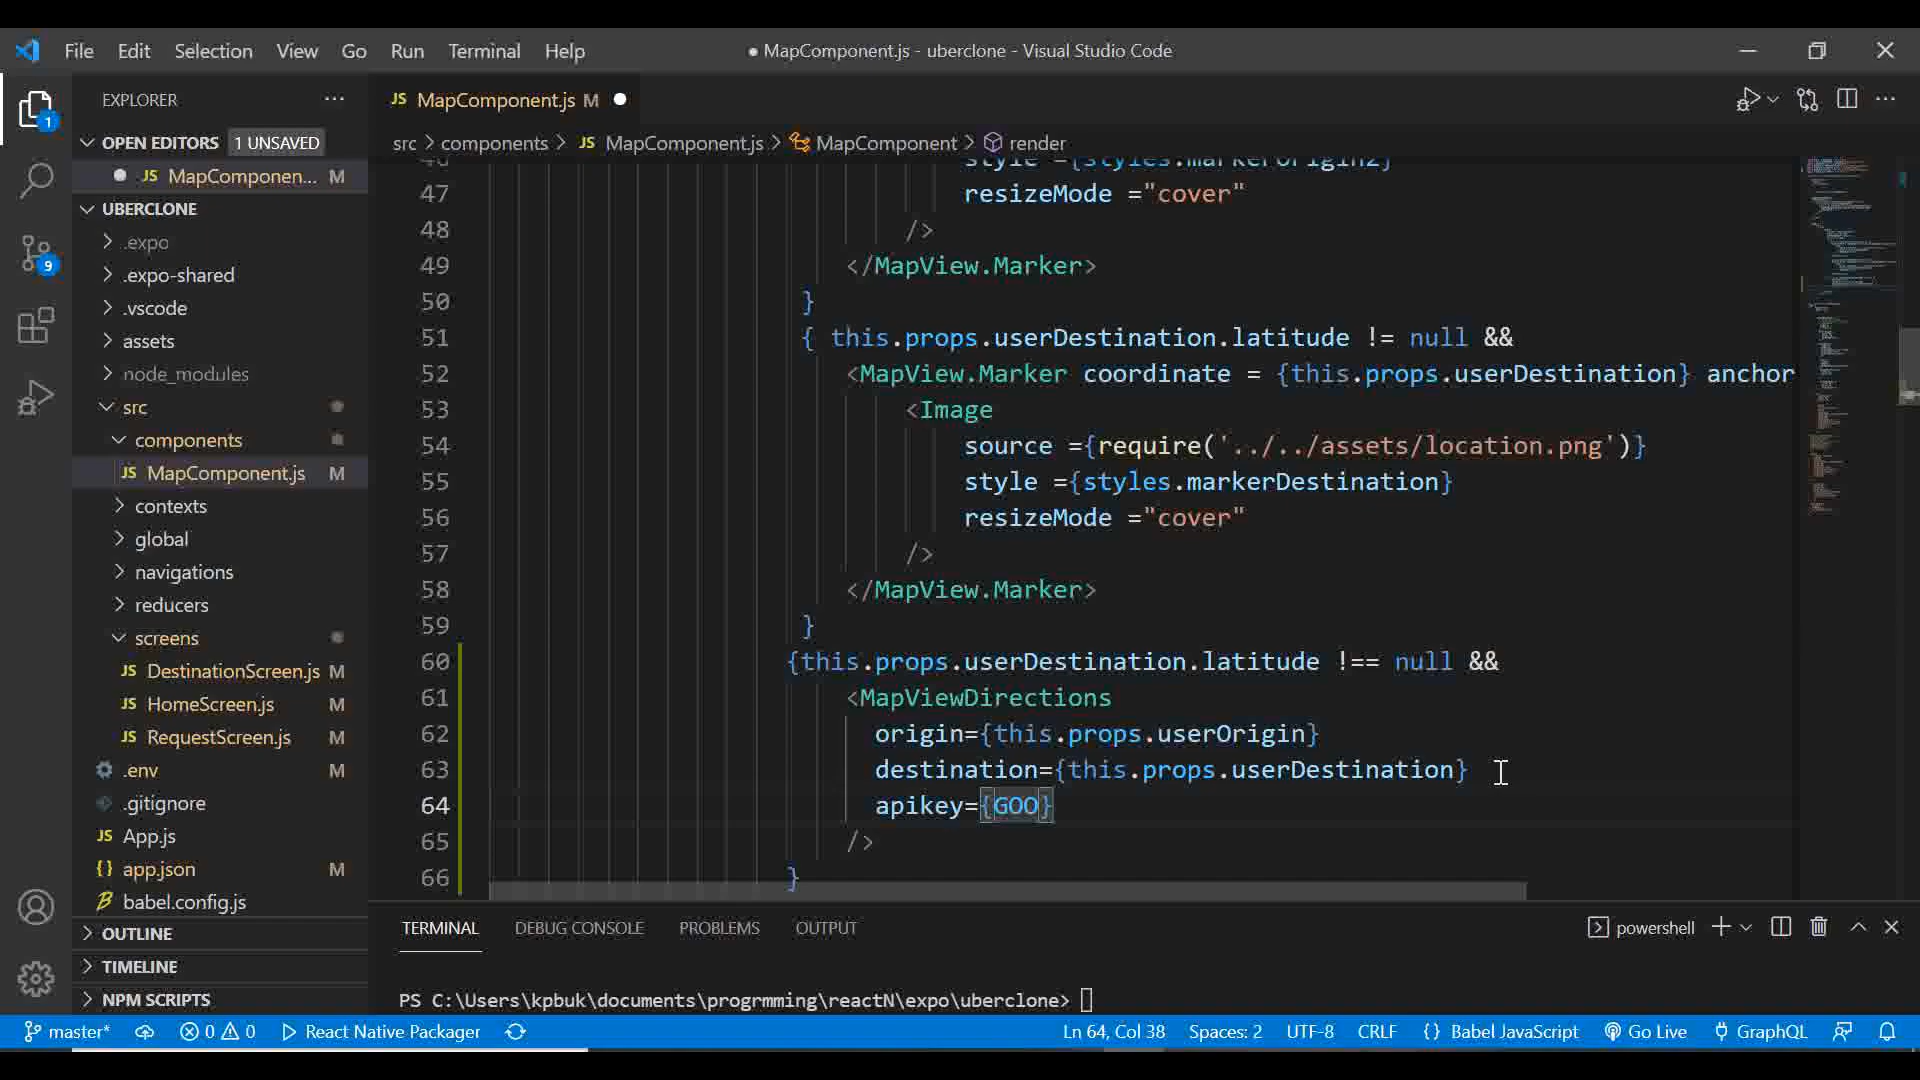 File Edit Selection View Go Run Terminal Help
● MapComponent.js - uberclone - Visual Studio Code
EXPLORER ...
JS MapComponent.js M ●
OPEN EDITORS 1 UNSAVED
● JS MapComponen... M
UBERCLONE
.expo
.expo-shared
.vscode
assets
node_modules
src
components
JS MapComponent.js M
contexts
global
navigations
reducers
screens
JS DestinationScreen.js M
JS HomeScreen.js M
JS RequestScreen.js M
.env M
.gitignore
JS App.js
{} app.json M
babel.config.js
OUTLINE
TIMELINE
NPM SCRIPTS
1
9
src > components > JS MapComponent.js > MapComponent > render
46 style ={styles.markerOrigin2}
47 resizeMode ="cover"
48 />
49 </MapView.Marker>
50 }
51 { this.props.userDestination.latitude != null &&
52 <MapView.Marker coordinate = {this.props.userDestination} anchor
53 <Image
54 source ={require('../../assets/location.png')}
55 style ={styles.markerDestination}
56 resizeMode ="cover"
57 />
58 </MapView.Marker>
59 }
60 {this.props.userDestination.latitude !== null &&
61 <MapViewDirections
62 origin={this.props.userOrigin}
63 destination={this.props.userDestination}
64 apikey={GOO}
65 />
66 }
TERMINAL DEBUG CONSOLE PROBLEMS OUTPUT
powershell
PS C:\Users\kpbuk\documents\progrmming\reactN\expo\uberclone>
master* 0 0 React Native Packager
Ln 64, Col 38 Spaces: 2 UTF-8 CRLF {} Babel JavaScript Go Live GraphQL